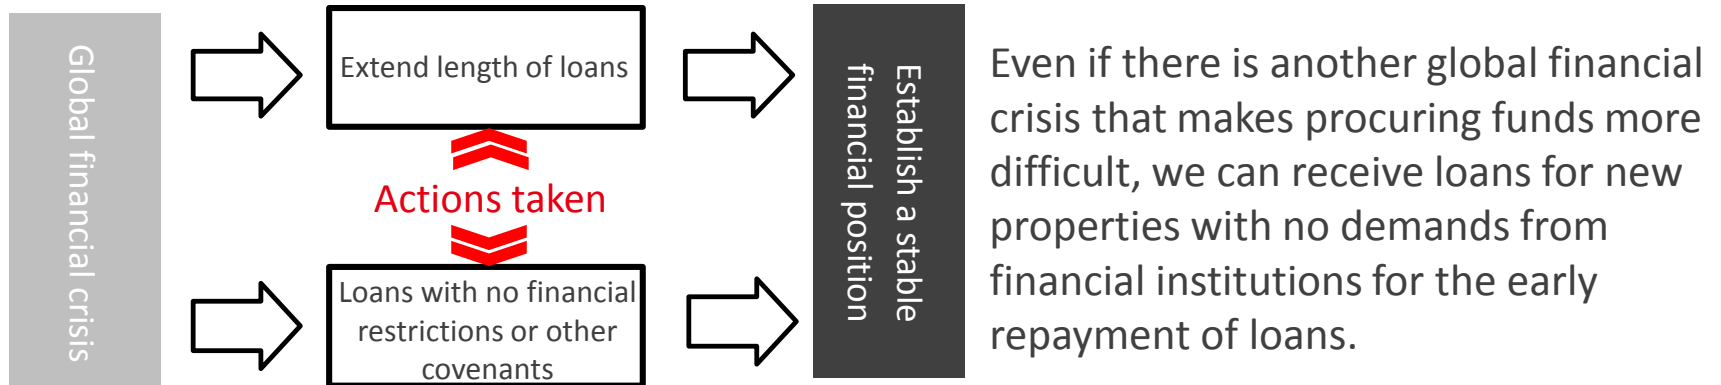 Global financial crisis
Extend length of loans
Actions taken
Loans with no financial
restrictions or other
covenants
Establish a stable
financial position
Even if there is another global financial
crisis that makes procuring funds more
difficult, we can receive loans for new
properties with no demands from
financial institutions for the early
repayment of loans.